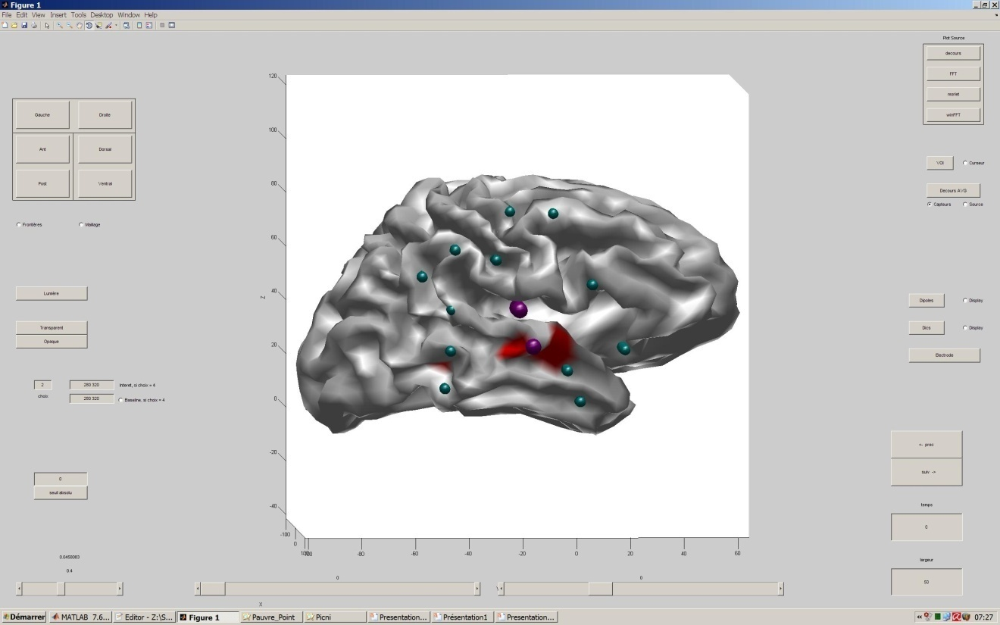 Figure 1
File Edit View Insert Tools Desktop Window Help
Gauche Droite
Ant Dorsal
Post Ventral
Frontières Maillage
Lumière
Transparent
Opaque
2 280 320 Interet, si choix = 4
choix 280 320 Baseline, si choix = 4
0
seuil absolu
0.0458083
0.4
120
100
80
60
40
20
0
-20
-40
-100
0
Z
-80 -60 -40 -20 0 20 40 60
0 0
X
Plot Source
decours
FFT
morlet
winFFT
VOI Curseur
Decours AVG
Capteurs Source
Dipoles Display
Dics Display
Electrode
<- prec
suiv ->
temps
0
largeur
50
Démarrer MATLAB 7.6... Editor - Z:\S... Figure 1 Pauvre_Point Picni Presentation... Présentation1 Presentation... 07:27